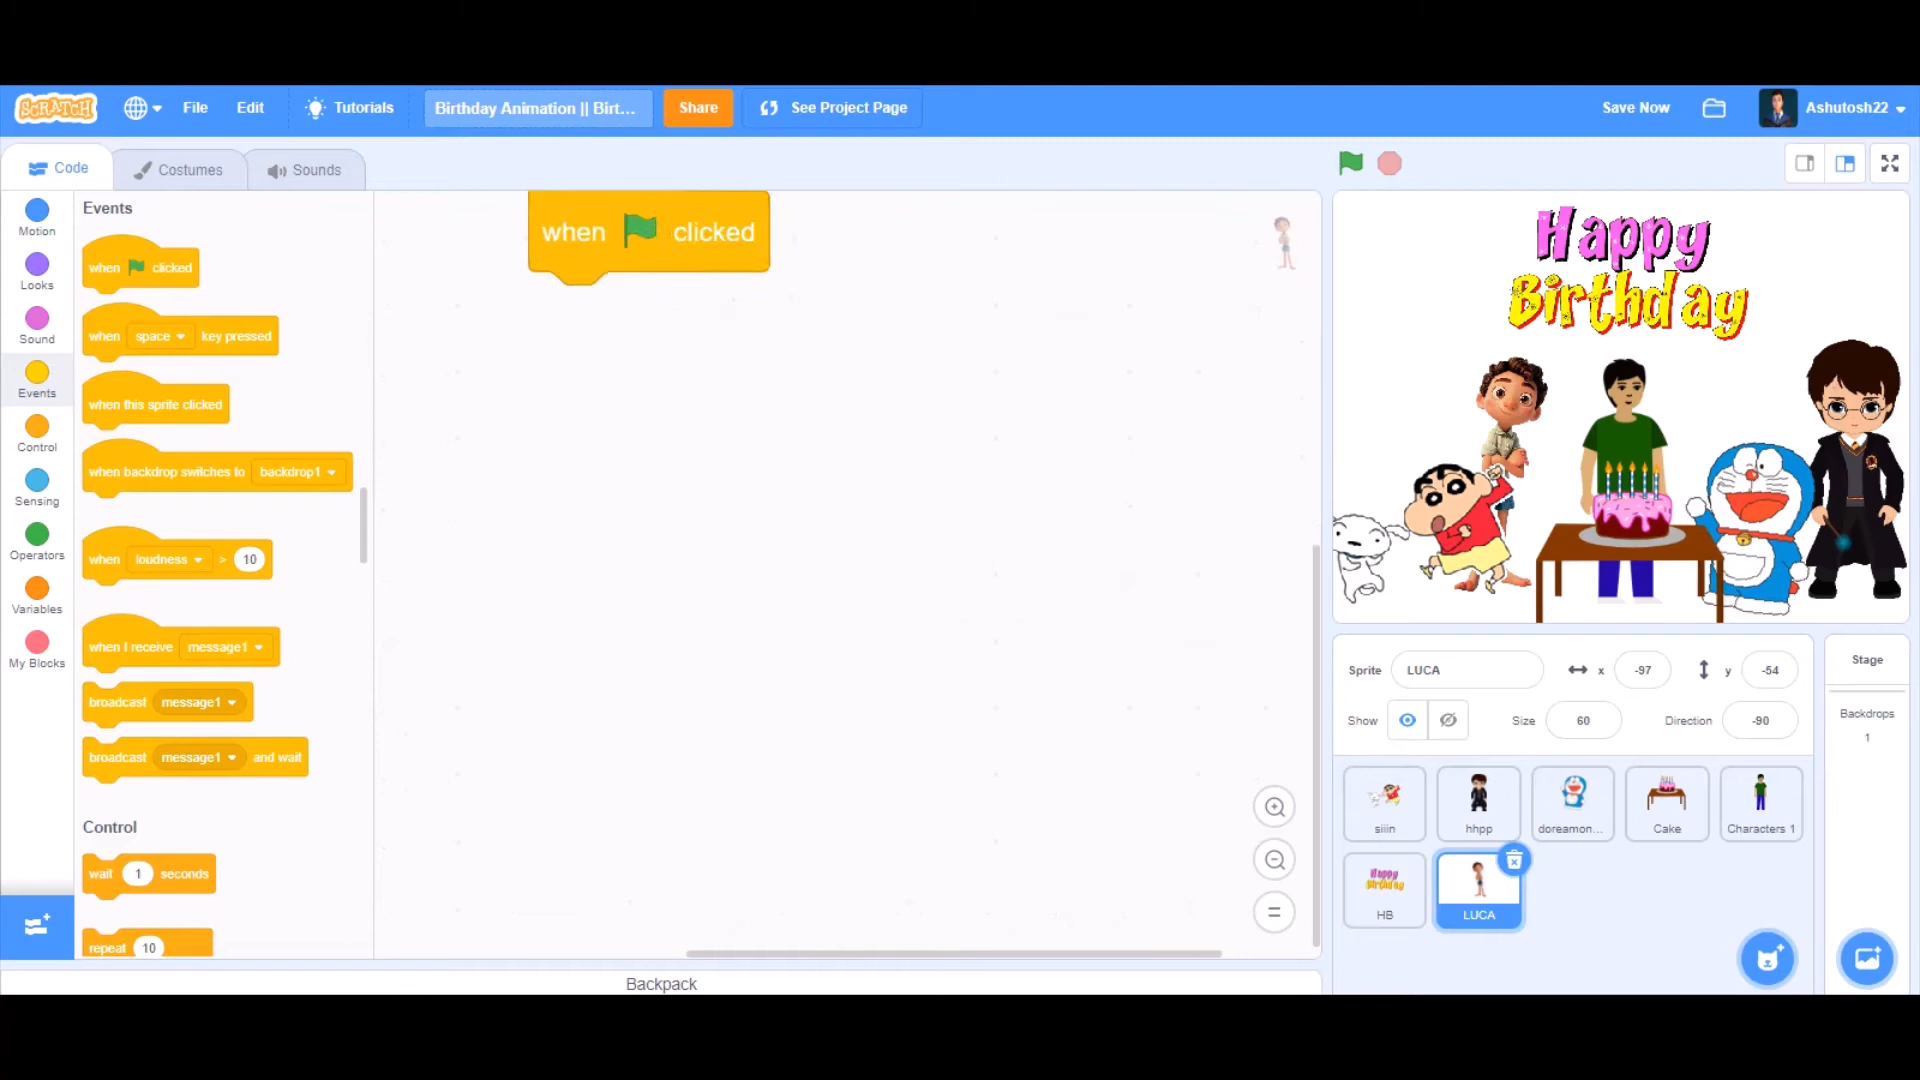 SCRATCH
File
Edit
Tutorials
Birthday Animation || Birt...
Share
See Project Page
Save Now
Ashutosh22
Code
Costumes
Sounds
Motion
Looks
Sound
Events
Control
Sensing
Operators
Variables
My Blocks
Events
when clicked
when space key pressed
when this sprite clicked
when backdrop switches to backdrop1
when loudness > 10
when I receive message1
broadcast message1
broadcast message1 and wait
Control
wait 1 seconds
repeat 10
when clicked
Backpack
Happy
Birthday
Sprite LUCA x -97 y -54
Show Size 60 Direction -90
siiin
hhpp
doreamon...
Cake
Characters 1
Happy
Birthday
HB
LUCA
Stage
Backdrops
1